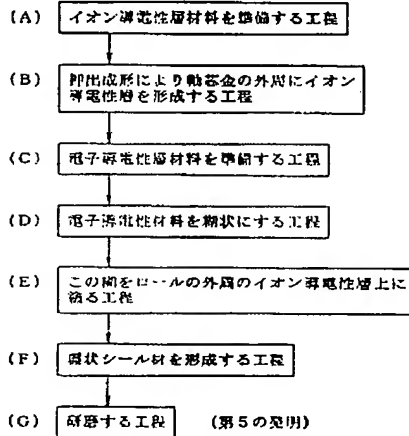 (A) イオン導電性層材料を準備する工程
(B) 押出成形により軸芯金の外周にイオン
導電性層を形成する工程
(C) 電子導電性層材料を準備する工程
(D) 電子導電性材料を糊状にする工程
(E) この糊をロールの外周のイオン導電性層上に
塗る工程
(F) 環状シール材を形成する工程
(G) 研磨する工程 (第5の発明)